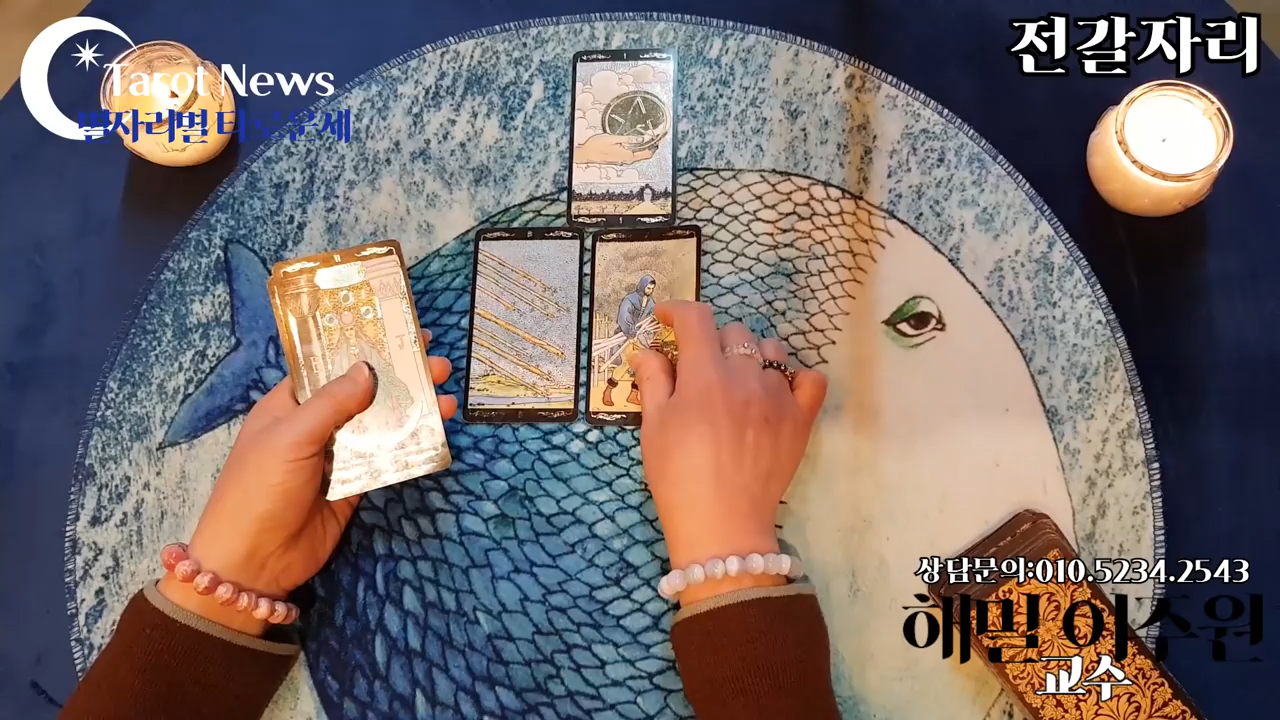 Tarot News
별자리별 타로운세
전갈자리
상담문의:010.5234.2543
해밀 이주원
교수